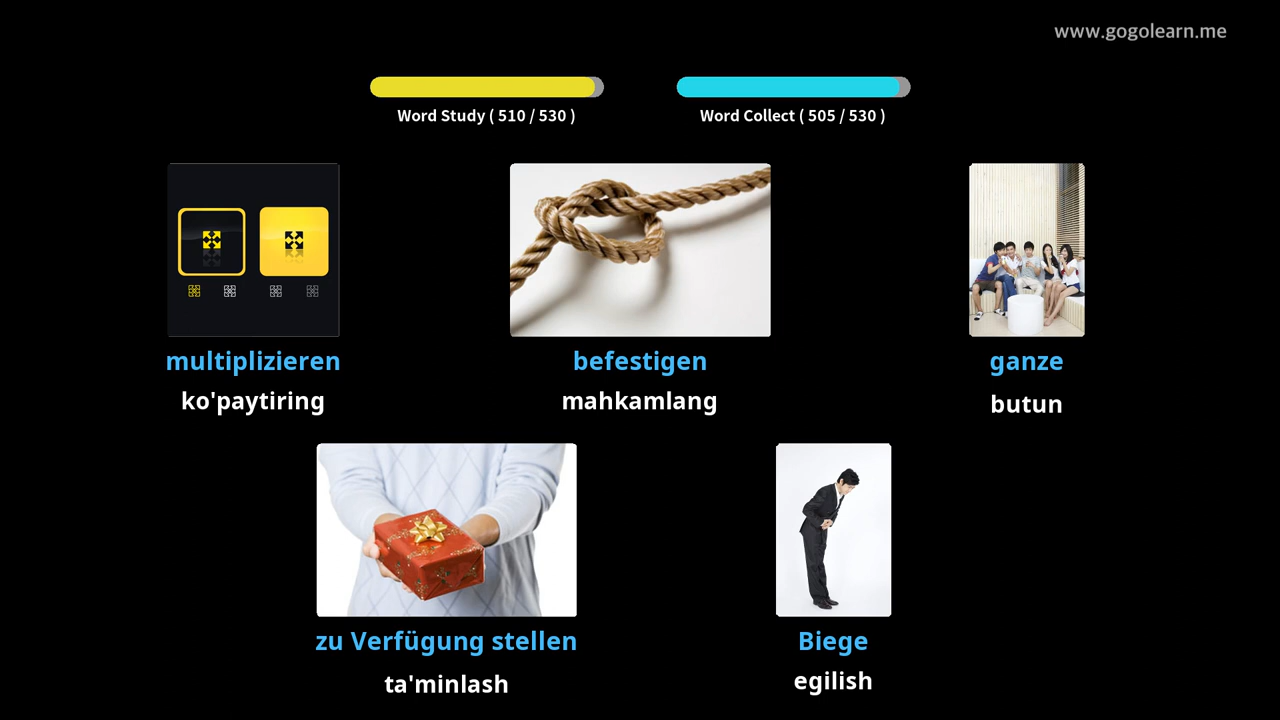 www.gogolearn.me
Word Study ( 510 / 530 )
Word Collect ( 505 / 530 )
multiplizieren
ko'paytiring
befestigen
mahkamlang
ganze
butun
zu Verfügung stellen
ta'minlash
Biege
egilish